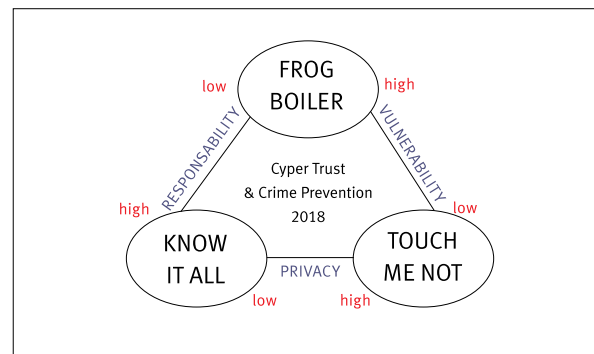 FROG
BOILER
low
high
RESPONSABILITY
VULNERABILITY
Cyper Trust
& Crime Prevention
2018
high
low
KNOW
IT ALL
TOUCH
ME NOT
PRIVACY
low
high